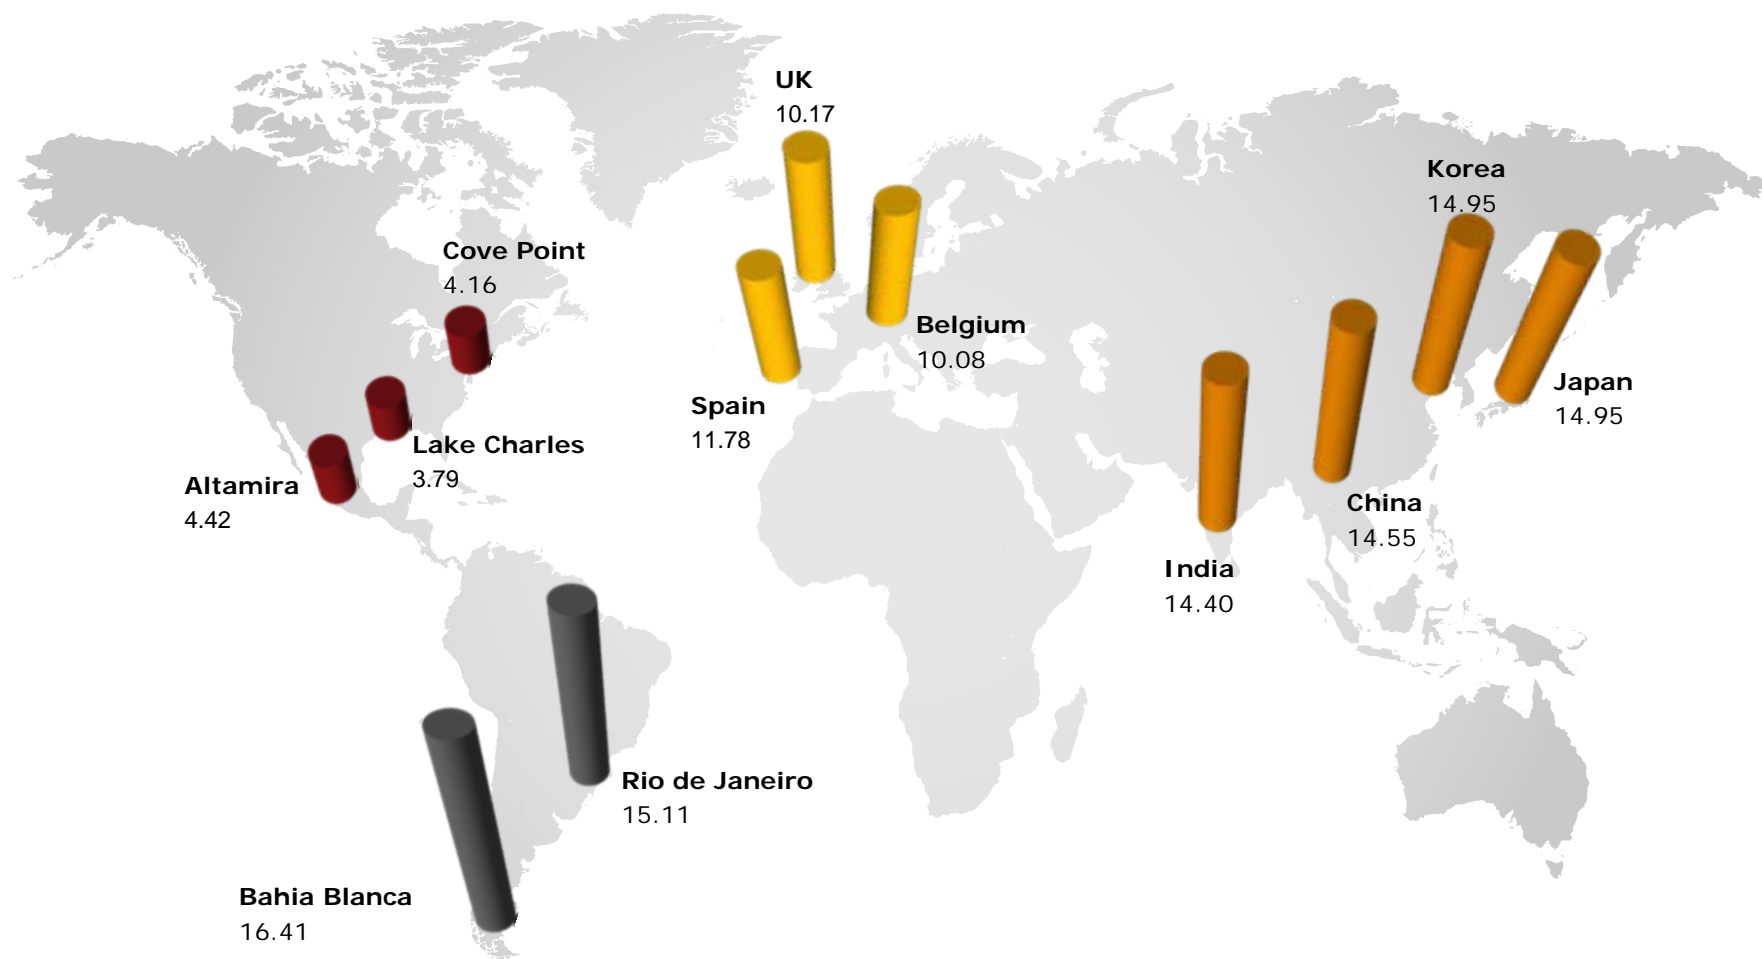 UK
10.17
Korea
14.95
Cove Point
4.16
Belgium
10.08
Japan
14.95
Spain
11.78
Lake Charles
3.79
Altamira
4.42
China
14.55
India
14.40
Rio de Janeiro
15.11
Bahia Blanca
16.41